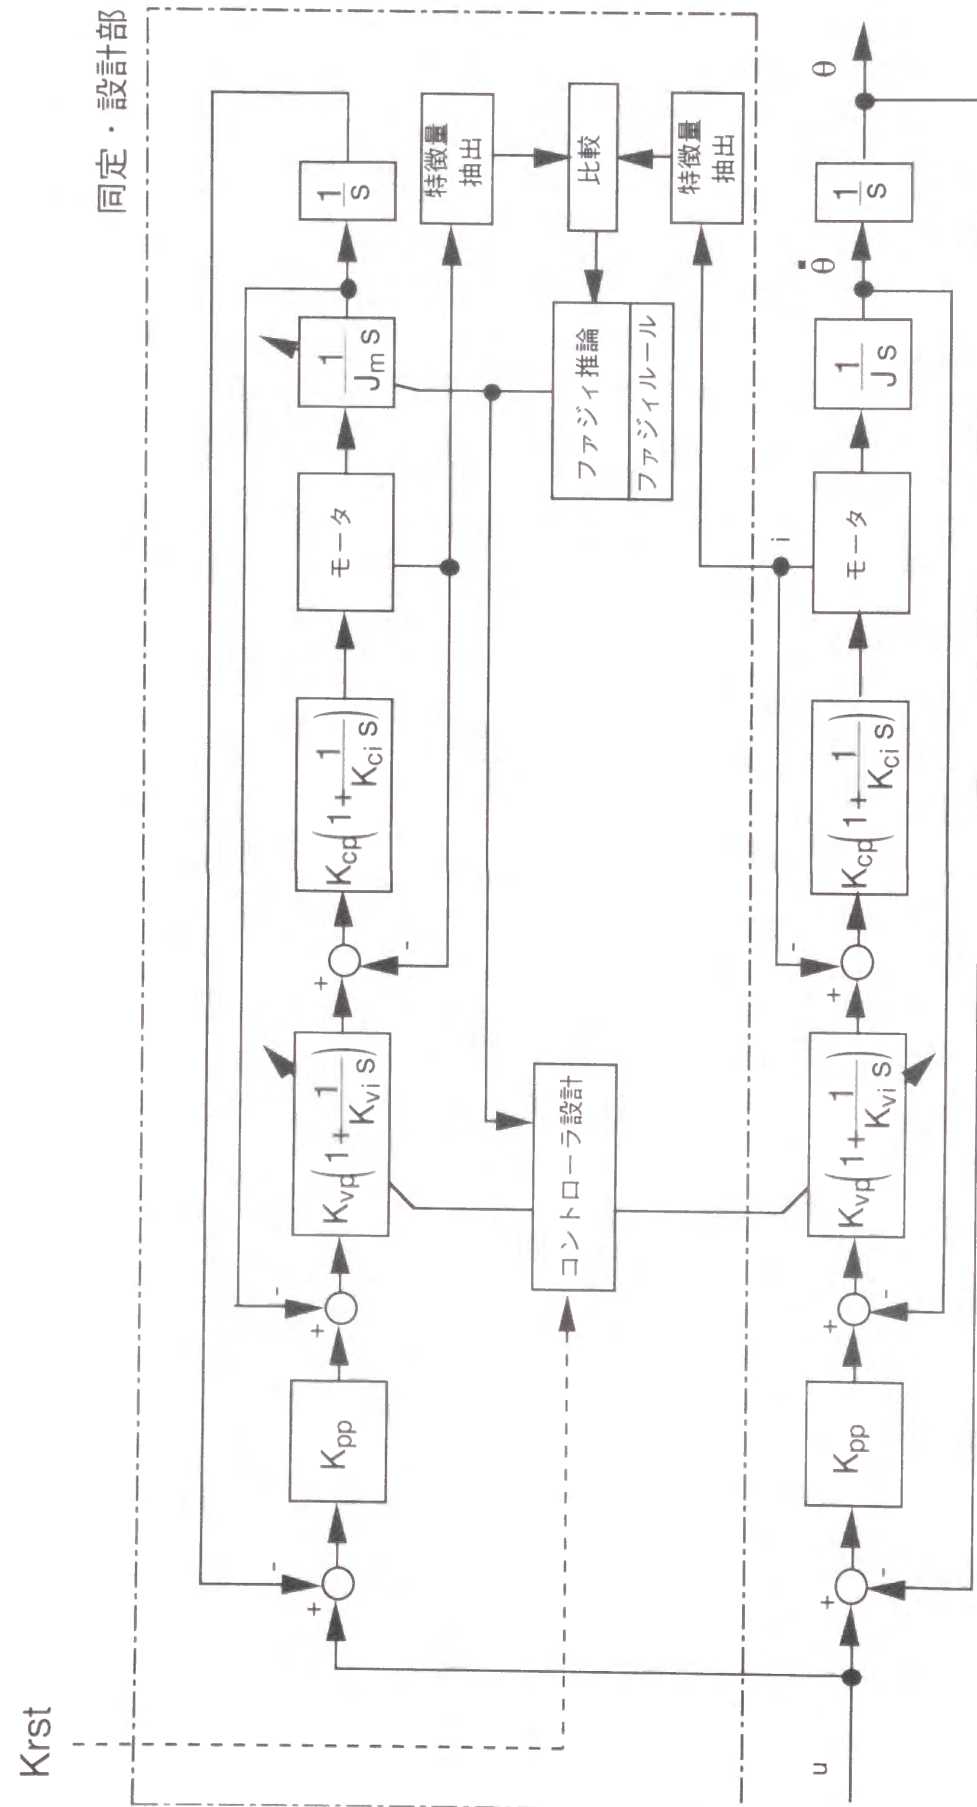 同定・設計部
Krst
u
+
-
Kpp
+
-
Kvp(1+1/(Kvi s))
+
-
Kcp(1+1/(Kci s))
モータ
1/(Jm s)
1/s
特徴量
抽出
比較
特徴量
抽出
ファジィ推論
ファジィルール
コントローラ設計
+
-
Kpp
+
-
Kvp(1+1/(Kvi s))
+
-
Kcp(1+1/(Kci s))
i
モータ
1/(J s)
θ̇
1/s
θ